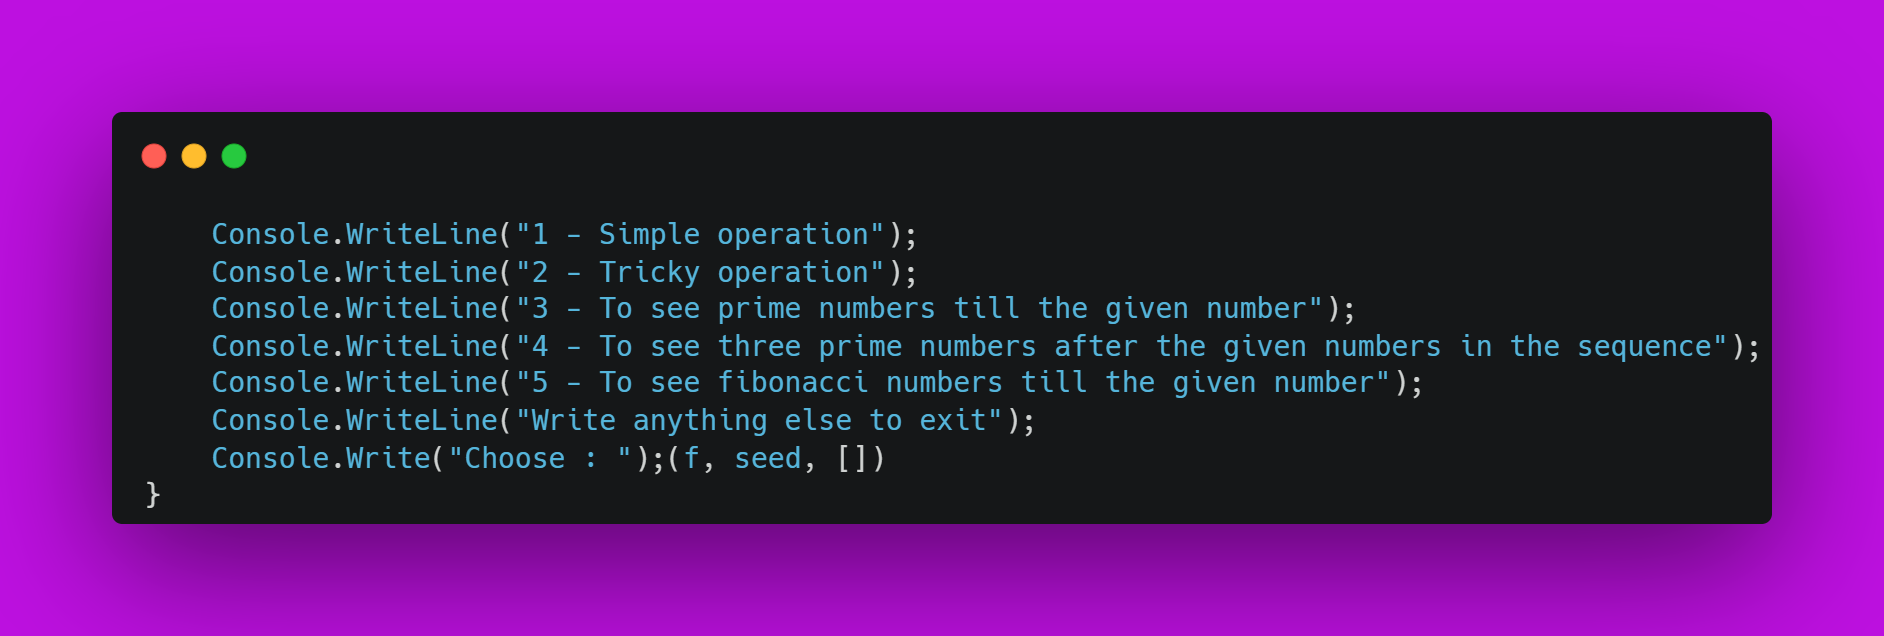 Console.WriteLine("1 - Simple operation");
Console.WriteLine("2 - Tricky operation");
Console.WriteLine("3 - To see prime numbers till the given number");
Console.WriteLine("4 - To see three prime numbers after the given numbers in the sequence");
Console.WriteLine("5 - To see fibonacci numbers till the given number");
Console.WriteLine("Write anything else to exit");
Console.Write("Choose : ");(f, seed, [])
}